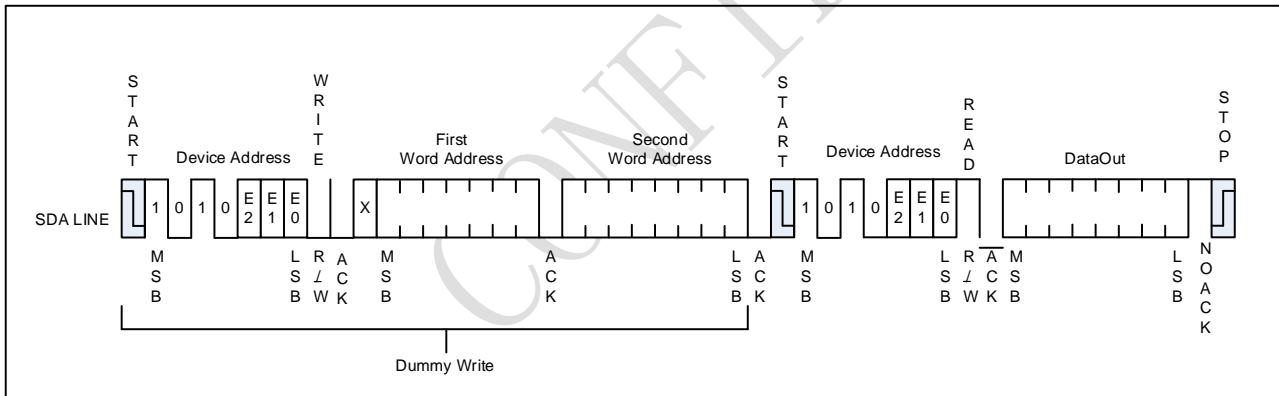 CONFI
START
WRITE
START
READ
STOP
Device Address
First
Word Address
Second
Word Address
Device Address
DataOut
SDA LINE
1 0 1 0 E2 E1 E0
X
1 0 1 0 E2 E1 E0
MSB
LSB
R/W
ACK
MSB
ACK
LSB
ACK
MSB
LSB
R/W
ACK
MSB
LSB
NOACK
Dummy Write